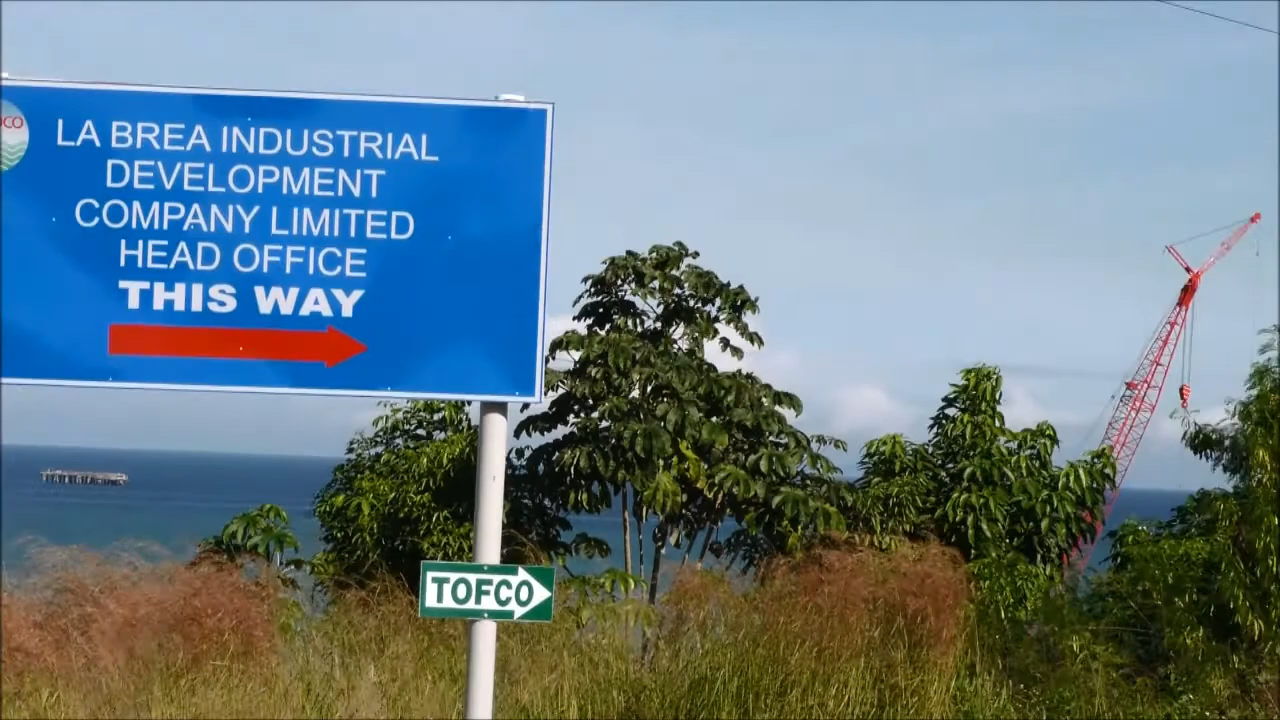 LA BREA INDUSTRIAL
DEVELOPMENT
COMPANY LIMITED
HEAD OFFICE
THIS WAY
TOFCO